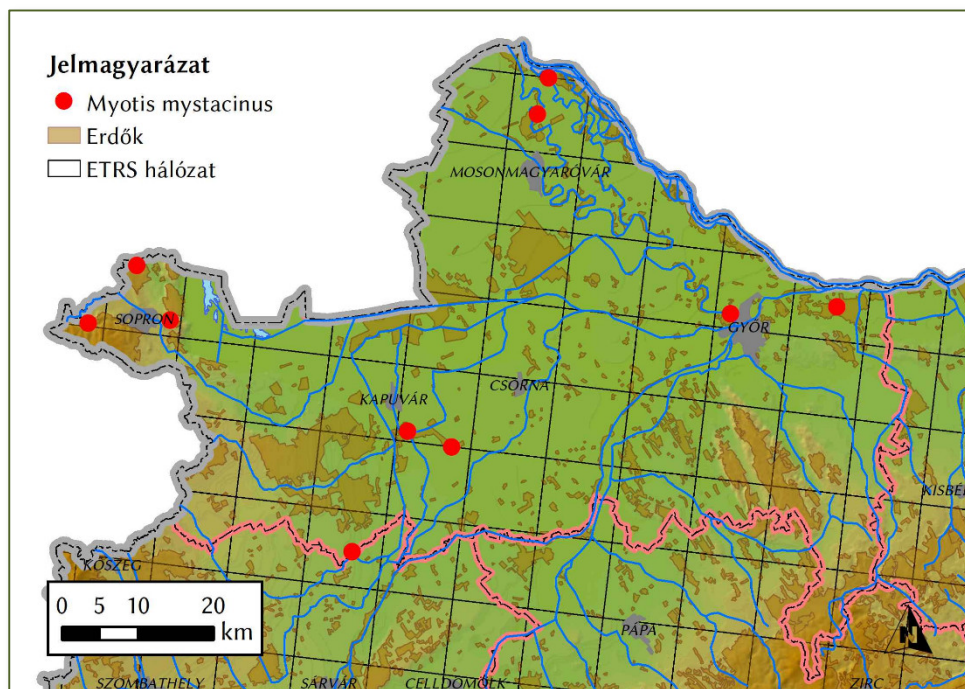 Jelmagyarázat
Myotis mystacinus
Erdők
ETRS hálózat
MOSONMAGYARÓVÁR
SOPRON
GYŐR
CSORNA
KAPUVÁR
KISBÉ
KŐSZEG
0 5 10 20
km
PÁPA
N
SZOMBATHELY
SÁRVÁR
CELLDÖMÖLK
ZIRC